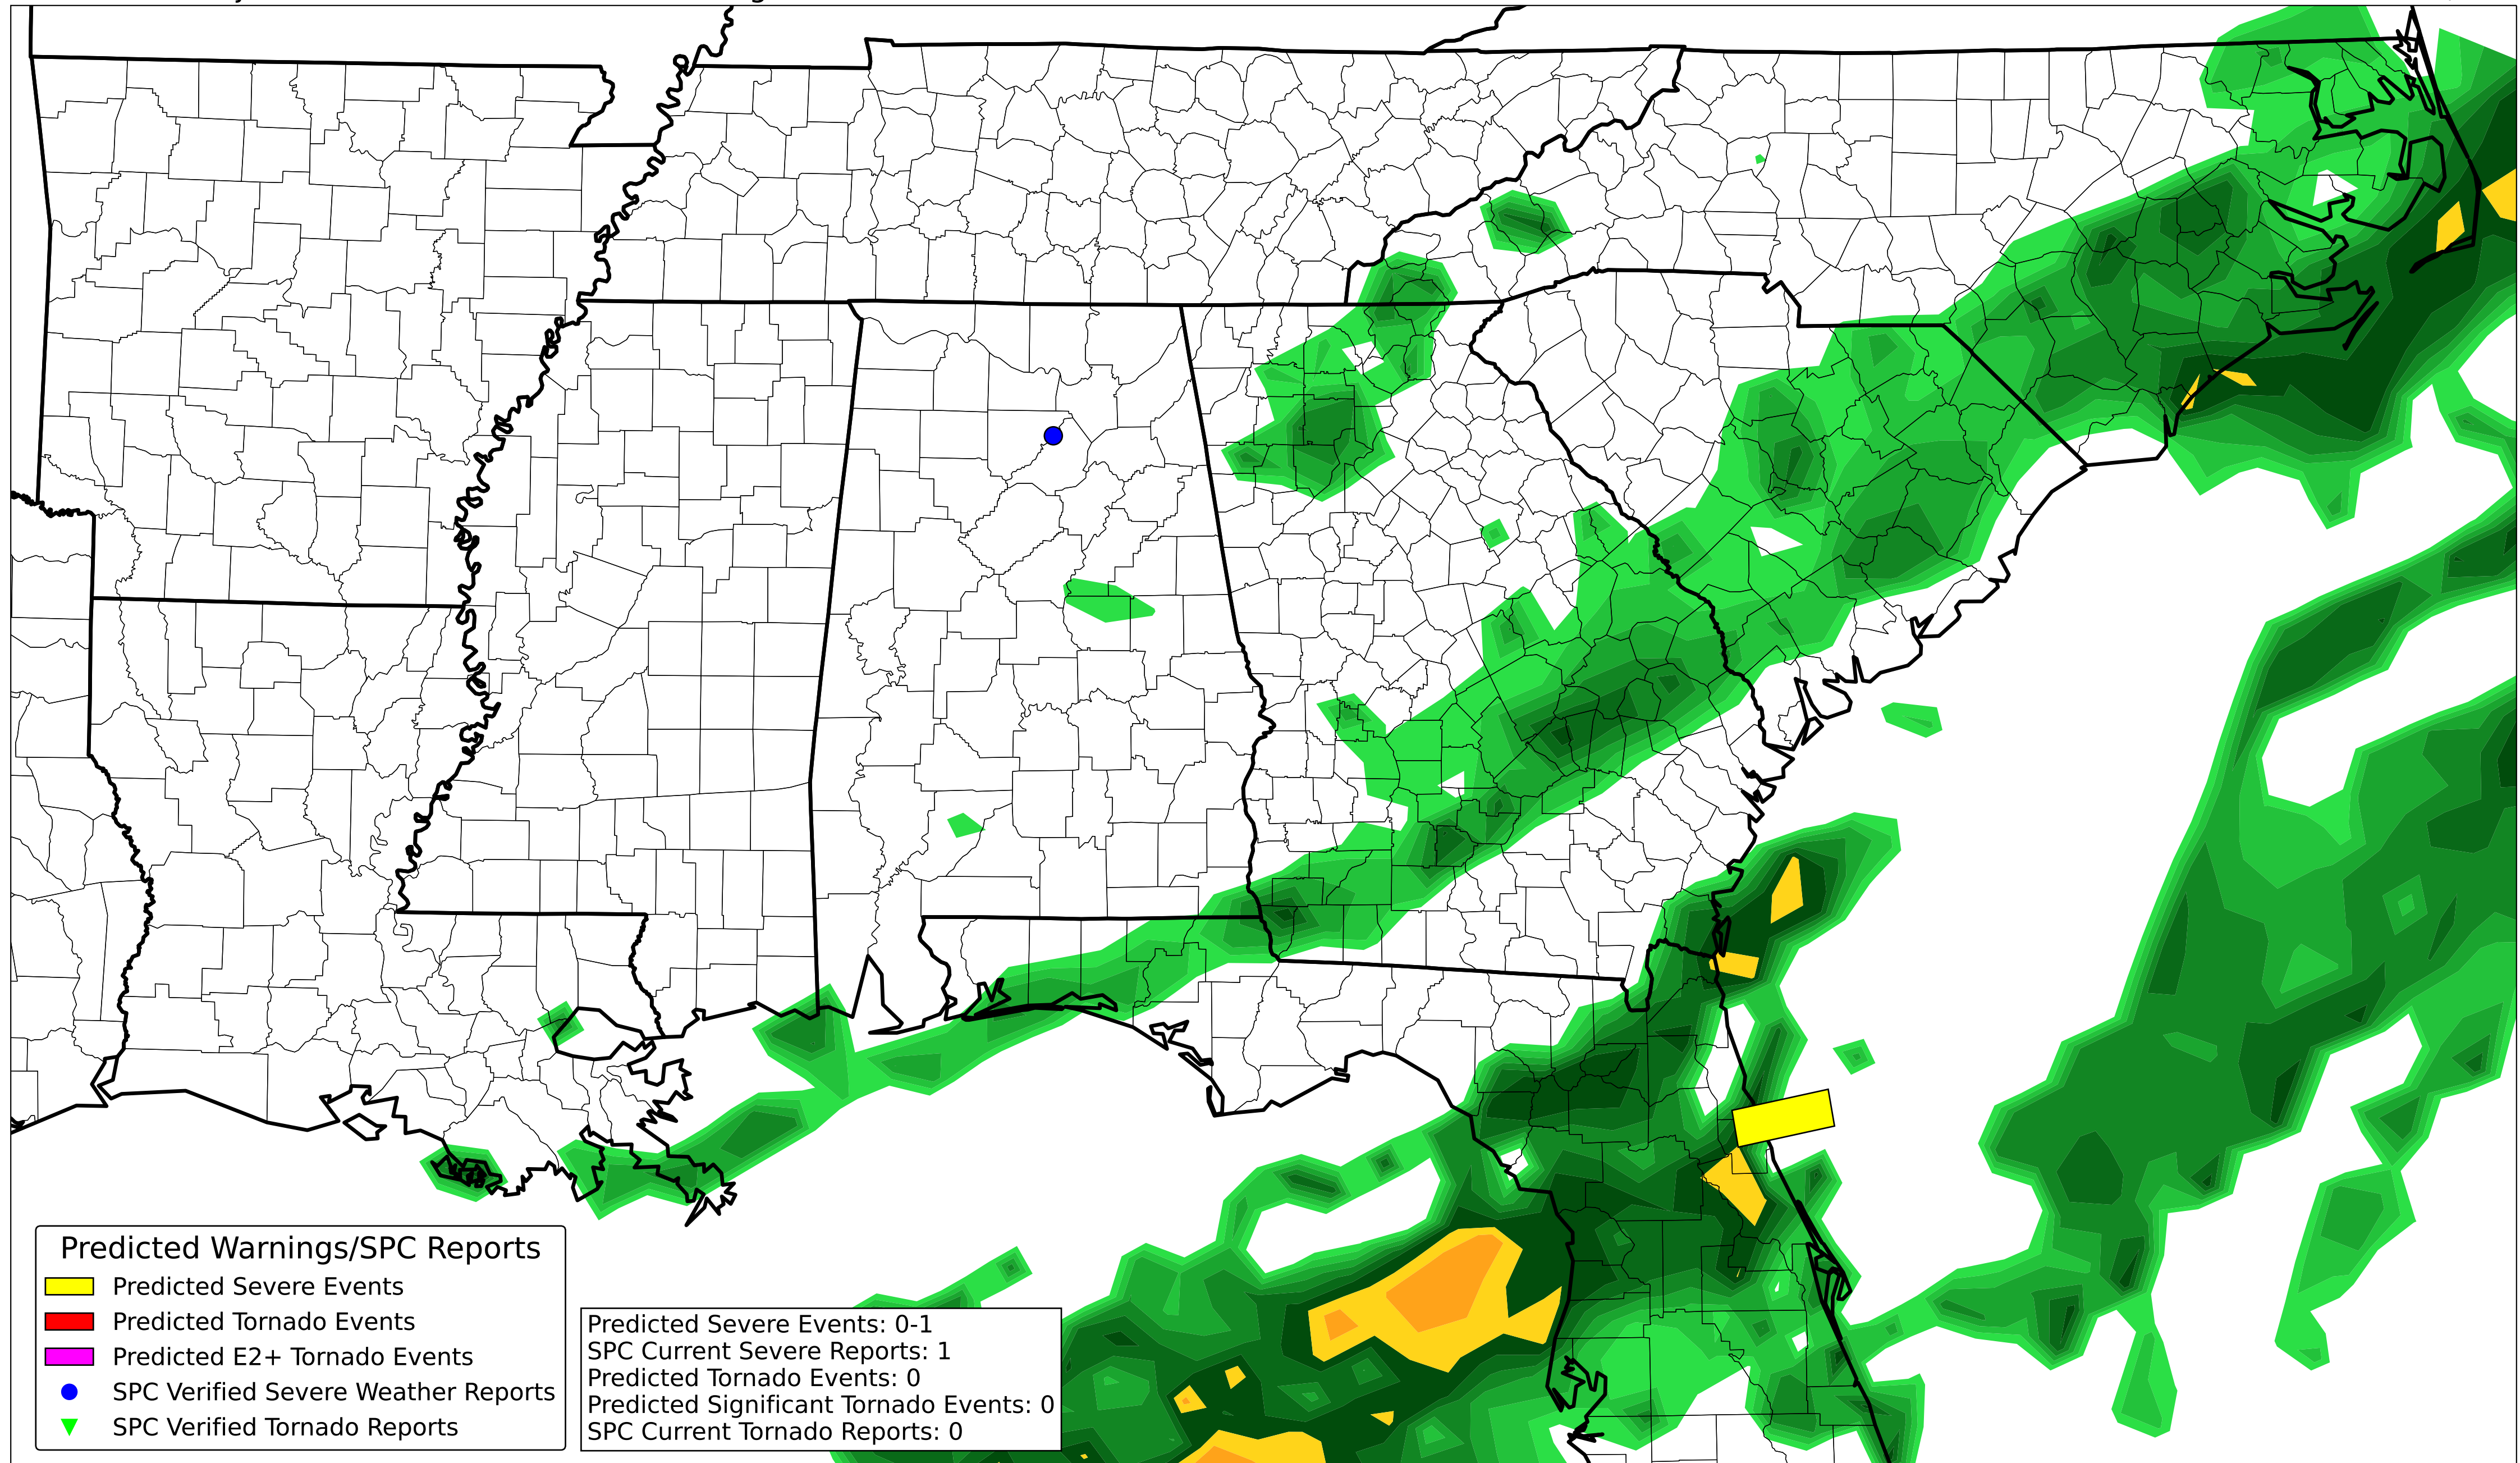 Predicted Warnings/SPC Reports
Predicted Severe Events
Predicted Tornado Events
Predicted E2+ Tornado Events
SPC Verified Severe Weather Reports
SPC Verified Tornado Reports
Predicted Severe Events: 0-1
SPC Current Severe Reports: 1
Predicted Tornado Events: 0
Predicted Significant Tornado Events: 0
SPC Current Tornado Reports: 0